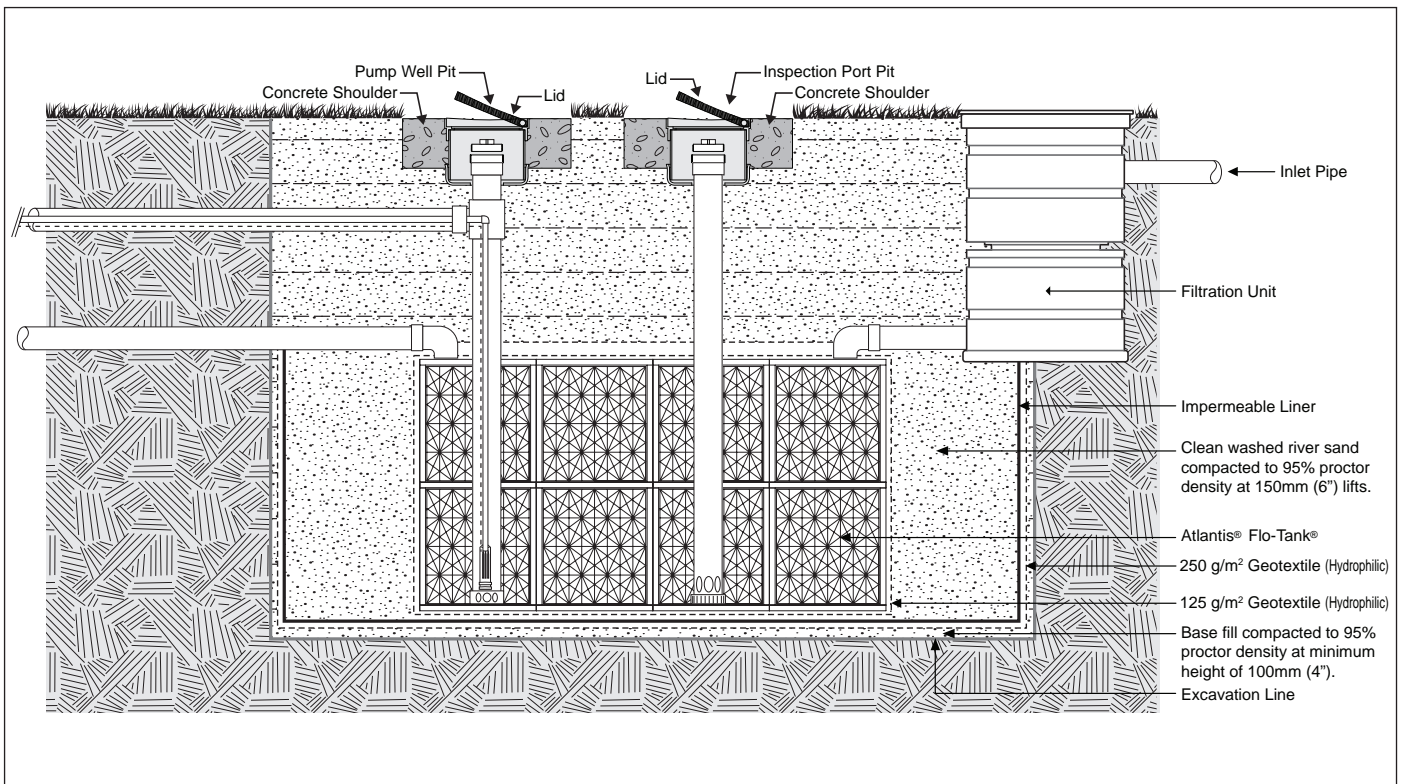 Pump Well Pit
Concrete Shoulder
Lid
Lid
Inspection Port Pit
Concrete Shoulder
Inlet Pipe
Filtration Unit
Impermeable Liner
Clean washed river sand
compacted to 95% proctor
density at 150mm (6”) lifts.
Atlantis® Flo-Tank®
250 g/m² Geotextile (Hydrophilic)
125 g/m² Geotextile (Hydrophilic)
Base fill compacted to 95%
proctor density at minimum
height of 100mm (4”).
Excavation Line